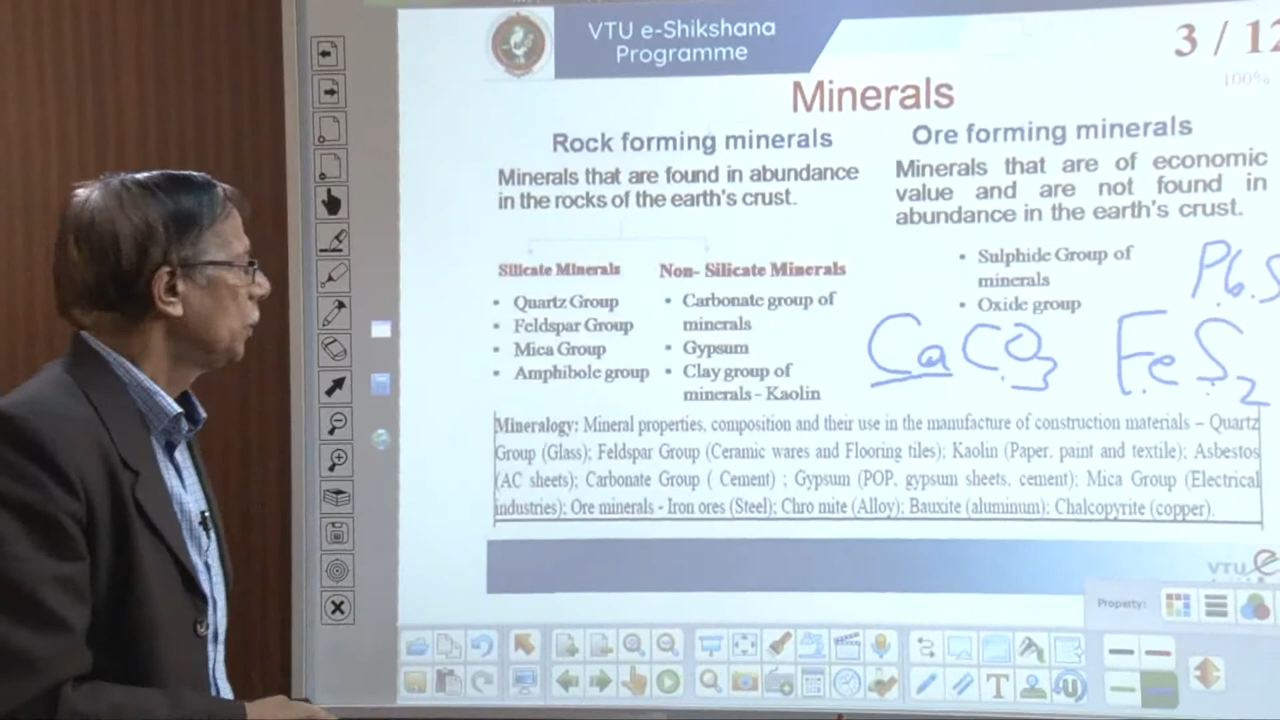 VTU e-Shikshana
Programme
3 / 12
100%
Minerals
Rock forming minerals
Minerals that are found in abundance
in the rocks of the earth's crust.
Silicate Minerals
• Quartz Group
• Feldspar Group
• Mica Group
• Amphibole group
Non- Silicate Minerals
• Carbonate group of
minerals
• Gypsum
• Clay group of
minerals – Kaolin
Ore forming minerals
Minerals that are of economic
value and are not found in
abundance in the earth's crust.
• Sulphide Group of
minerals
• Oxide group
PbS
CaCO3
FeS2
Mineralogy: Mineral properties, composition and their use in the manufacture of construction materials – Quartz
Group (Glass); Feldspar Group (Ceramic wares and Flooring tiles); Kaolin (Paper, paint and textile); Asbestos
(AC sheets); Carbonate Group ( Cement) ; Gypsum (POP, gypsum sheets, cement); Mica Group (Electrical
industries); Ore minerals - Iron ores (Steel); Chro mite (Alloy); Bauxite (aluminum); Chalcopyrite (copper).
VTU e
Property:
T